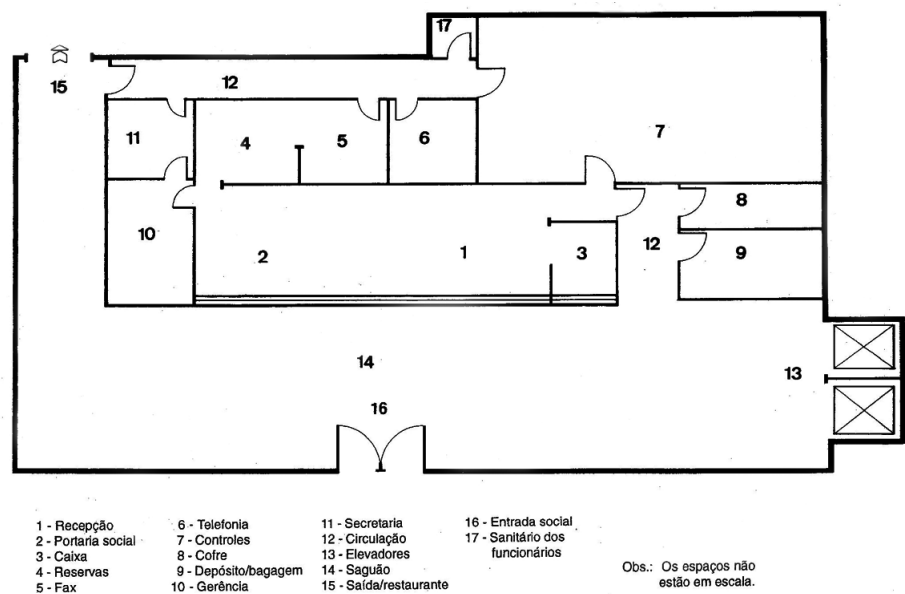 17
15
12
11
4
5
6
7
8
10
2
1
3
12
9
14
13
16
1 - Recepção
2 - Portaria social
3 - Caixa
4 - Reservas
5 - Fax
6 - Telefonia
7 - Controles
8 - Cofre
9 - Depósito/bagagem
10 - Gerência
11 - Secretaria
12 - Circulação
13 - Elevadores
14 - Saguão
15 - Saída/restaurante
16 - Entrada social
17 - Sanitário dos
funcionários
Obs.: Os espaços não
estão em escala.